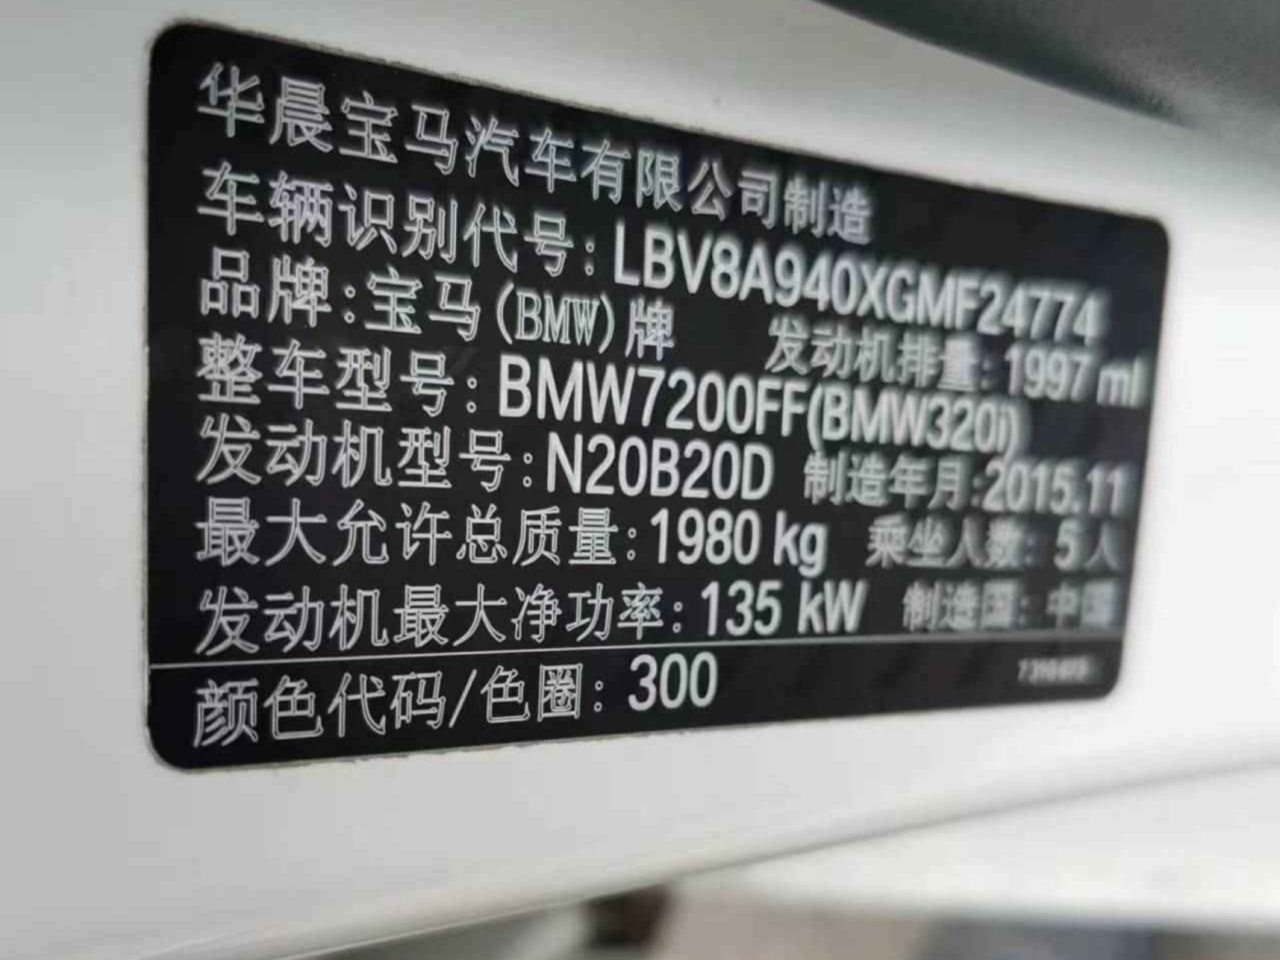 华晨宝马汽车有限公司制造
车辆识别代号:LBV8A940XGMF24774
品牌:宝马(BMW)牌 发动机排量:1997 ml
整车型号:BMW7200FF(BMW320i)
发动机型号:N20B20D 制造年月:2015.11
最大允许总质量:1980 kg 乘坐人数:5人
发动机最大净功率:135 kW 制造国:中国
颜色代码/色圈:300